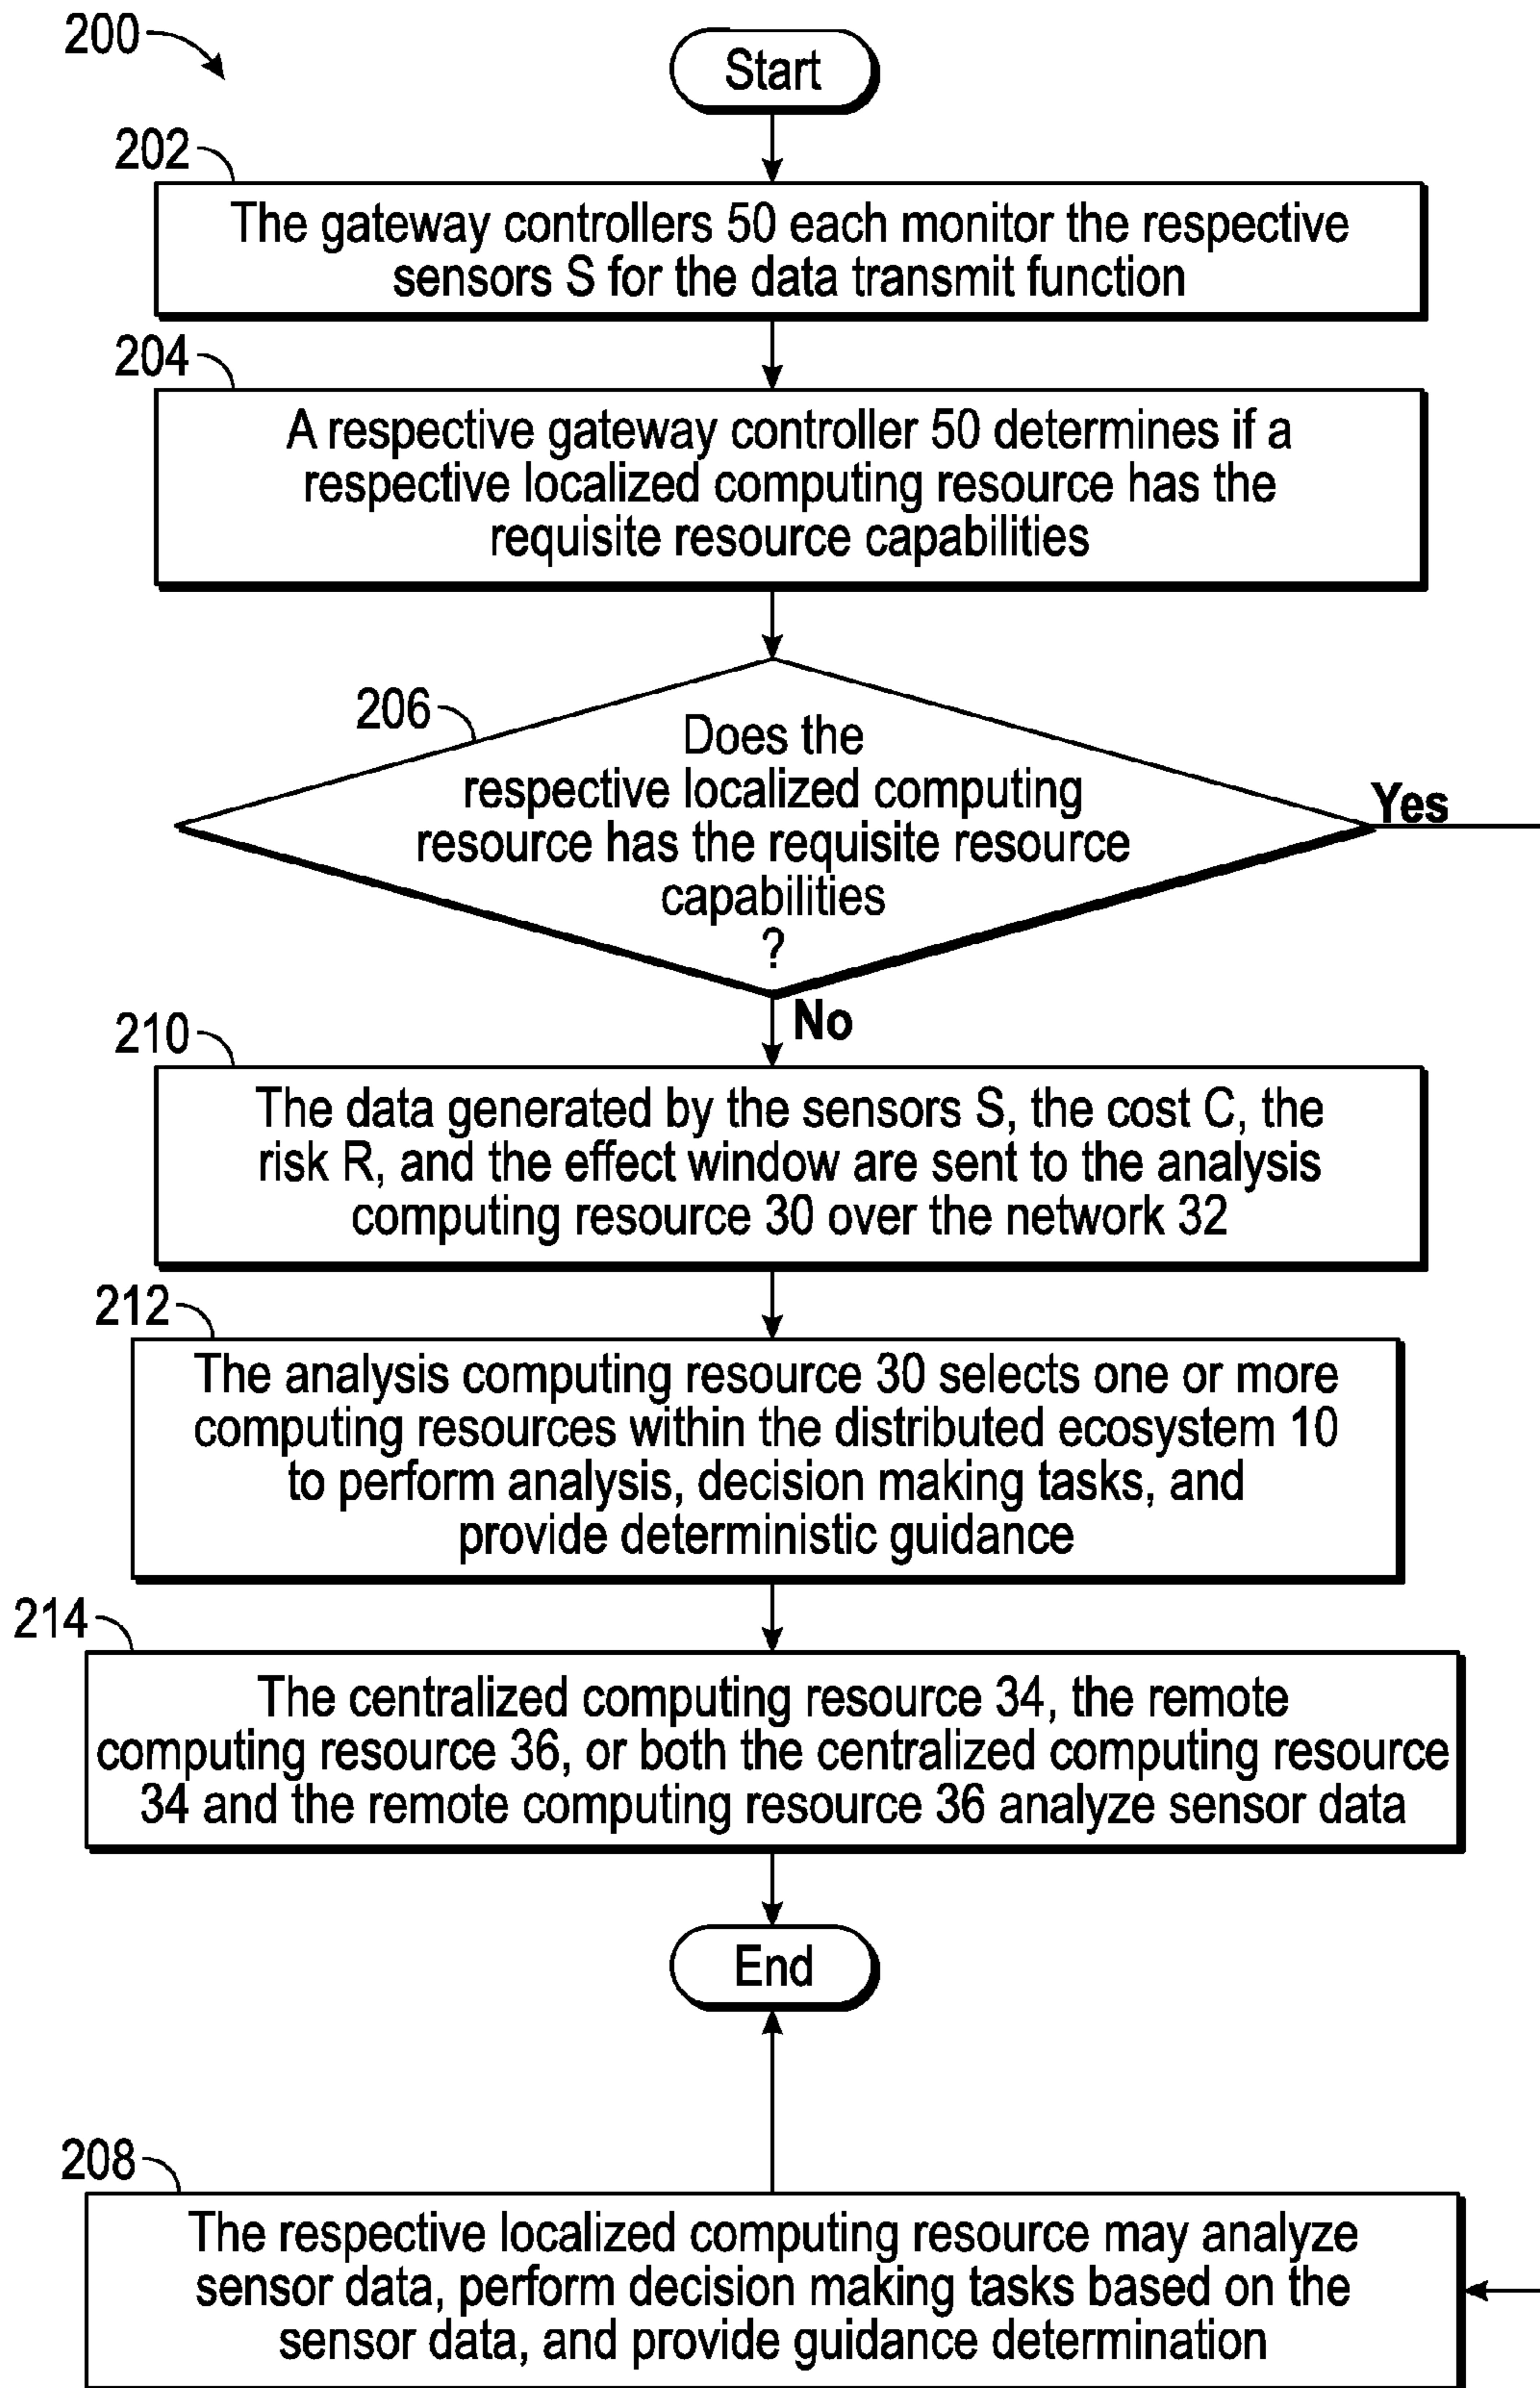 200
Start
202
The gateway controllers 50 each monitor the respective
sensors S for the data transmit function
204
A respective gateway controller 50 determines if a
respective localized computing resource has the
requisite resource capabilities
206
Does the
respective localized computing
resource has the requisite resource
capabilities
?
Yes
No
210
The data generated by the sensors S, the cost C, the
risk R, and the effect window are sent to the analysis
computing resource 30 over the network 32
212
The analysis computing resource 30 selects one or more
computing resources within the distributed ecosystem 10
to perform analysis, decision making tasks, and
provide deterministic guidance
214
The centralized computing resource 34, the remote
computing resource 36, or both the centralized computing resource
34 and the remote computing resource 36 analyze sensor data
End
208
The respective localized computing resource may analyze
sensor data, perform decision making tasks based on the
sensor data, and provide guidance determination